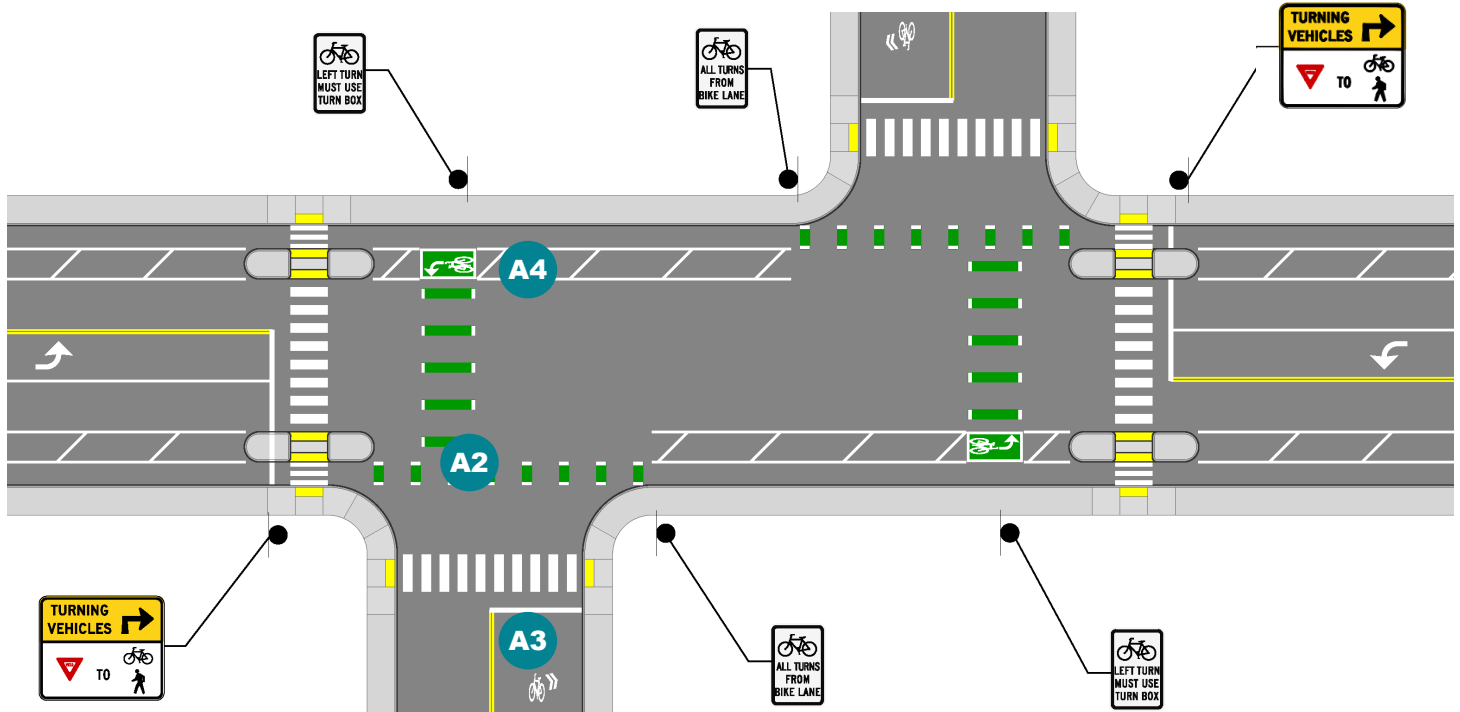 LEFT TURN
MUST USE
TURN BOX
ALL TURNS
FROM
BIKE LANE
TURNING
VEHICLES
TO
A4
A2
A3
TURNING
VEHICLES
TO
ALL TURNS
FROM
BIKE LANE
LEFT TURN
MUST USE
TURN BOX